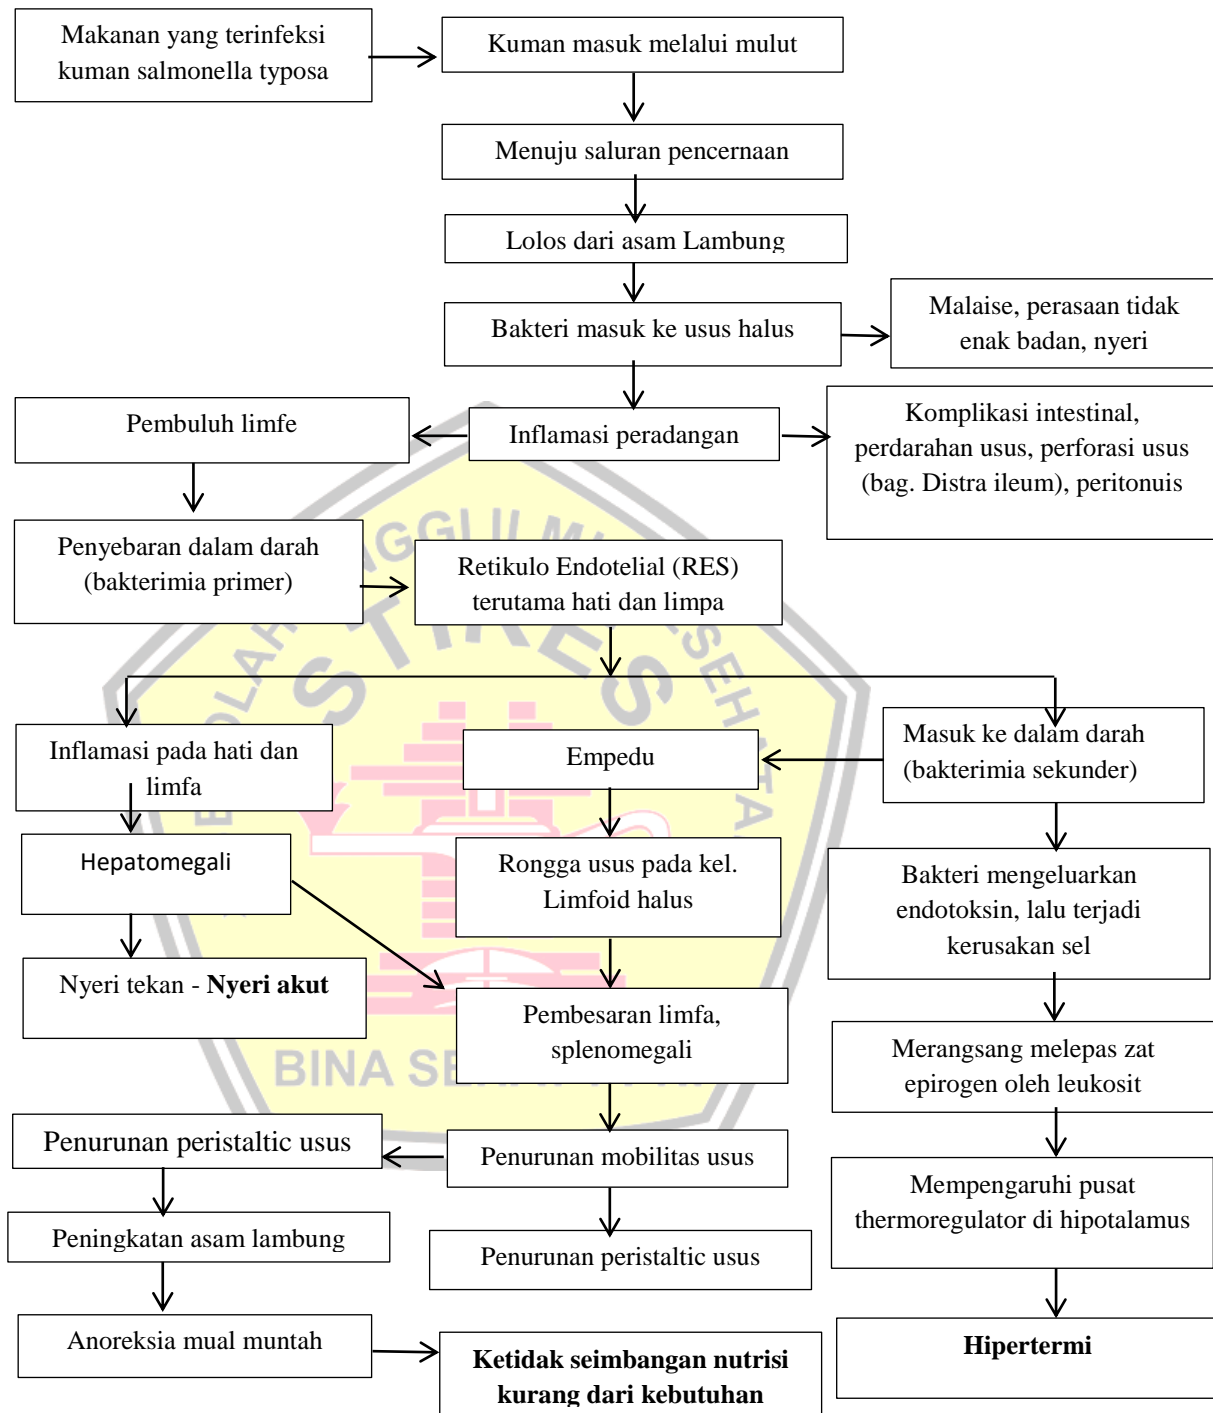 Makanan yang terinfeksi
kuman salmonella typosa
Kuman masuk melalui mulut
Menuju saluran pencernaan
Lolos dari asam Lambung
Bakteri masuk ke usus halus
Malaise, perasaan tidak
enak badan, nyeri
Pembuluh limfe
Inflamasi peradangan
Komplikasi intestinal,
perdarahan usus, perforasi usus
(bag. Distra ileum), peritonuis
Penyebaran dalam darah
(bakterimia primer)
Retikulo Endotelial (RES)
terutama hati dan limpa
Inflamasi pada hati dan
limfa
Empedu
Masuk ke dalam darah
(bakterimia sekunder)
Hepatomegali
Rongga usus pada kel.
Limfoid halus
Bakteri mengeluarkan
endotoksin, lalu terjadi
kerusakan sel
Nyeri tekan - Nyeri akut
Pembesaran limfa,
splenomegali
Merangsang melepas zat
epirogen oleh leukosit
Penurunan peristaltic usus
Penurunan mobilitas usus
Mempengaruhi pusat
thermoregulator di hipotalamus
Peningkatan asam lambung
Penurunan peristaltic usus
Anoreksia mual muntah
Ketidak seimbangan nutrisi
kurang dari kebutuhan
Hipertermi
STIKES
BINA